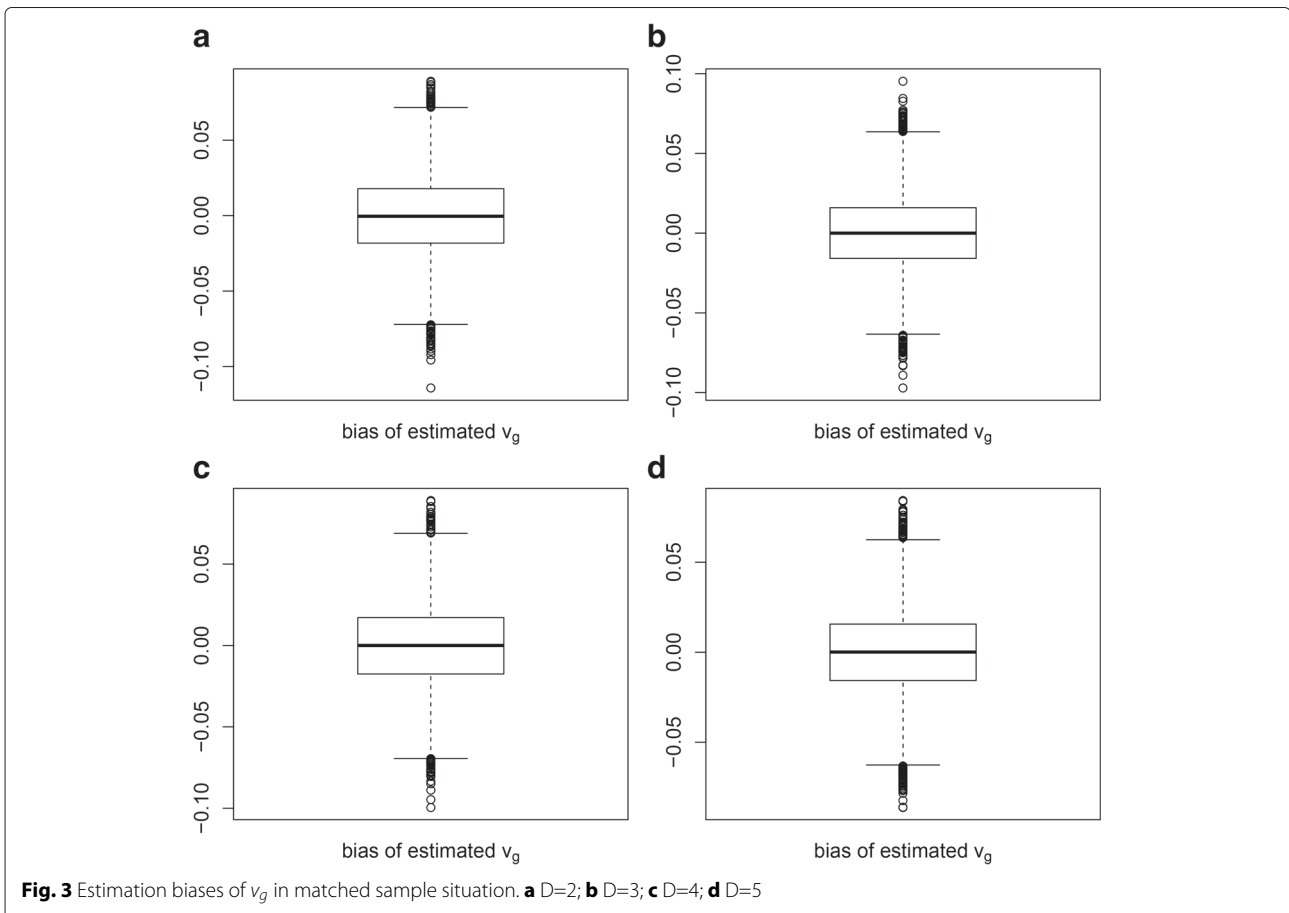 a
0.05
0.00
−0.05
−0.10
bias of estimated v_g
b
0.10
0.05
0.00
−0.05
−0.10
bias of estimated v_g
c
0.05
0.00
−0.05
−0.10
bias of estimated v_g
d
0.05
0.00
−0.05
bias of estimated v_g
Fig. 3 Estimation biases of v_g in matched sample situation. a D=2; b D=3; c D=4; d D=5